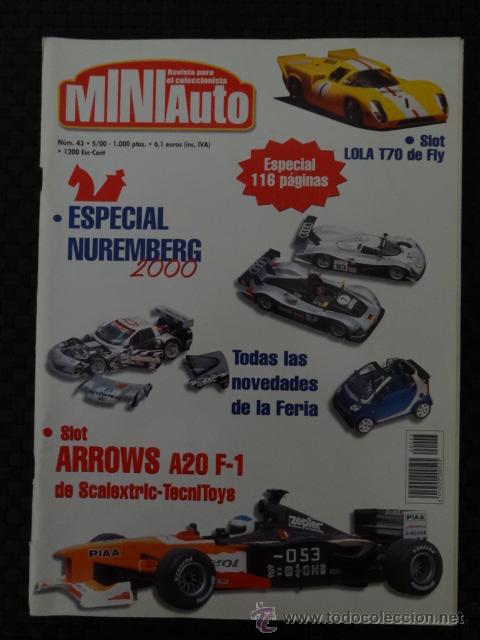 Revista para
el coleccionista
MINIAuto
Núm. 43 • 5/00 - 1.000 ptas. • 6,1 euros (inc. IVA)
• 1200 Esc-Cont
• Slot
LOLA T70 de Fly
Especial
116 páginas
• ESPECIAL
NUREMBERG
2000
Todas las
novedades
de la Feria
• Slot
ARROWS A20 F-1
de Scalextric-TecniToys
zepter
PIAA
PIAA
-053
todocoleccion.net